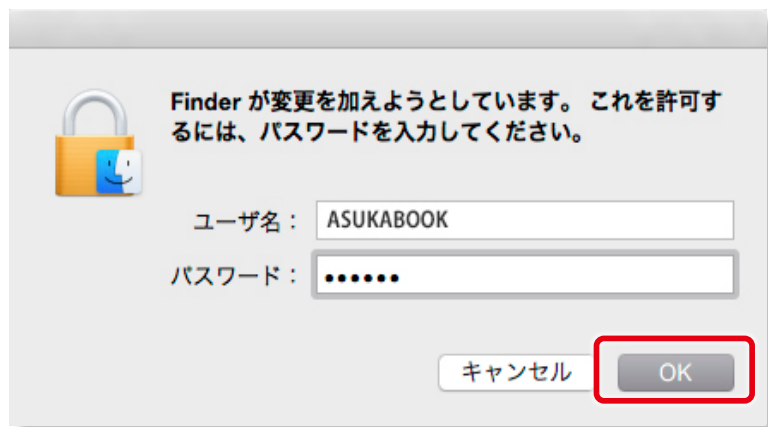 Finder が変更を加えようとしています。 これを許可す
るには、パスワードを入力してください。
ユーザ名： ASUKABOOK
パスワード： ••••••
キャンセル OK